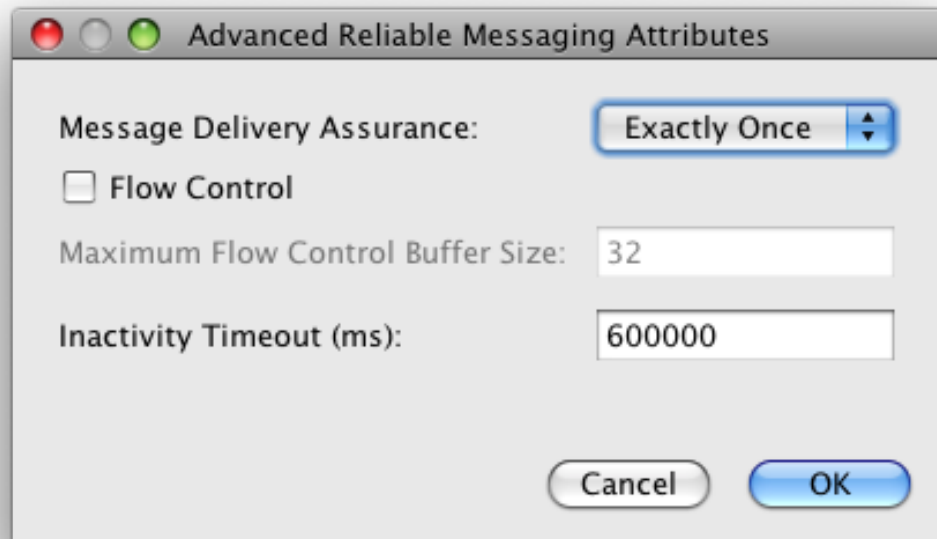 Advanced Reliable Messaging Attributes
Message Delivery Assurance: Exactly Once
Flow Control
Maximum Flow Control Buffer Size: 32
Inactivity Timeout (ms): 600000
Cancel OK